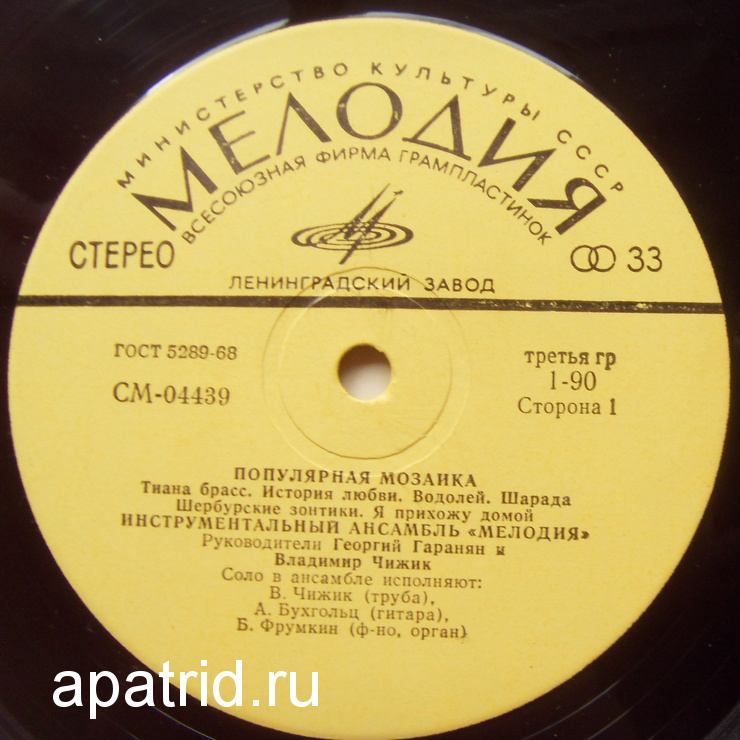 МИНИСТЕРСТВО КУЛЬТУРЫ СССР
МЕЛОДИЯ
ВСЕСОЮЗНАЯ ФИРМА ГРАМПЛАСТИНОК
СТЕРЕО
33
ЛЕНИНГРАДСКИЙ ЗАВОД
ГОСТ 5289-68
третья гр
СМ-04439
1-90
Сторона 1
ПОПУЛЯРНАЯ МОЗАИКА
Тиана брасс. История любви. Водолей. Шарада
Шербурские зонтики. Я прихожу домой
ИНСТРУМЕНТАЛЬНЫЙ АНСАМБЛЬ «МЕЛОДИЯ»
Руководители Георгий Гаранян и
Владимир Чижик
Соло в ансамбле исполняют:
В. Чижик (труба),
А. Бухгольц (гитара),
Б. Фрумкин (ф-но, орган)
apatrid.ru